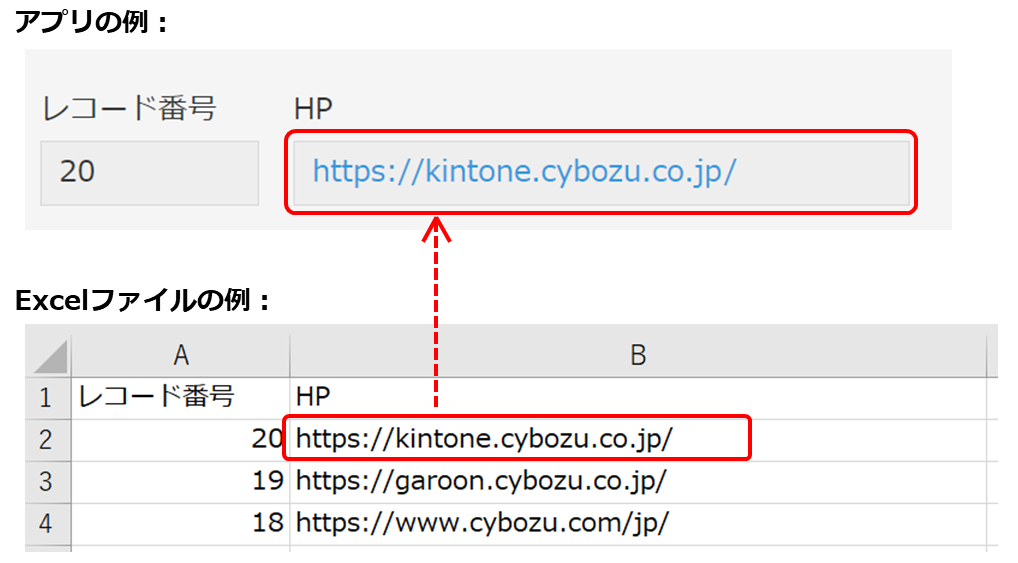 アプリの例：
レコード番号 HP
20 https://kintone.cybozu.co.jp/
Excelファイルの例：
A B
1 レコード番号 HP
2 20 https://kintone.cybozu.co.jp/
3 19 https://garoon.cybozu.co.jp/
4 18 https://www.cybozu.com/jp/